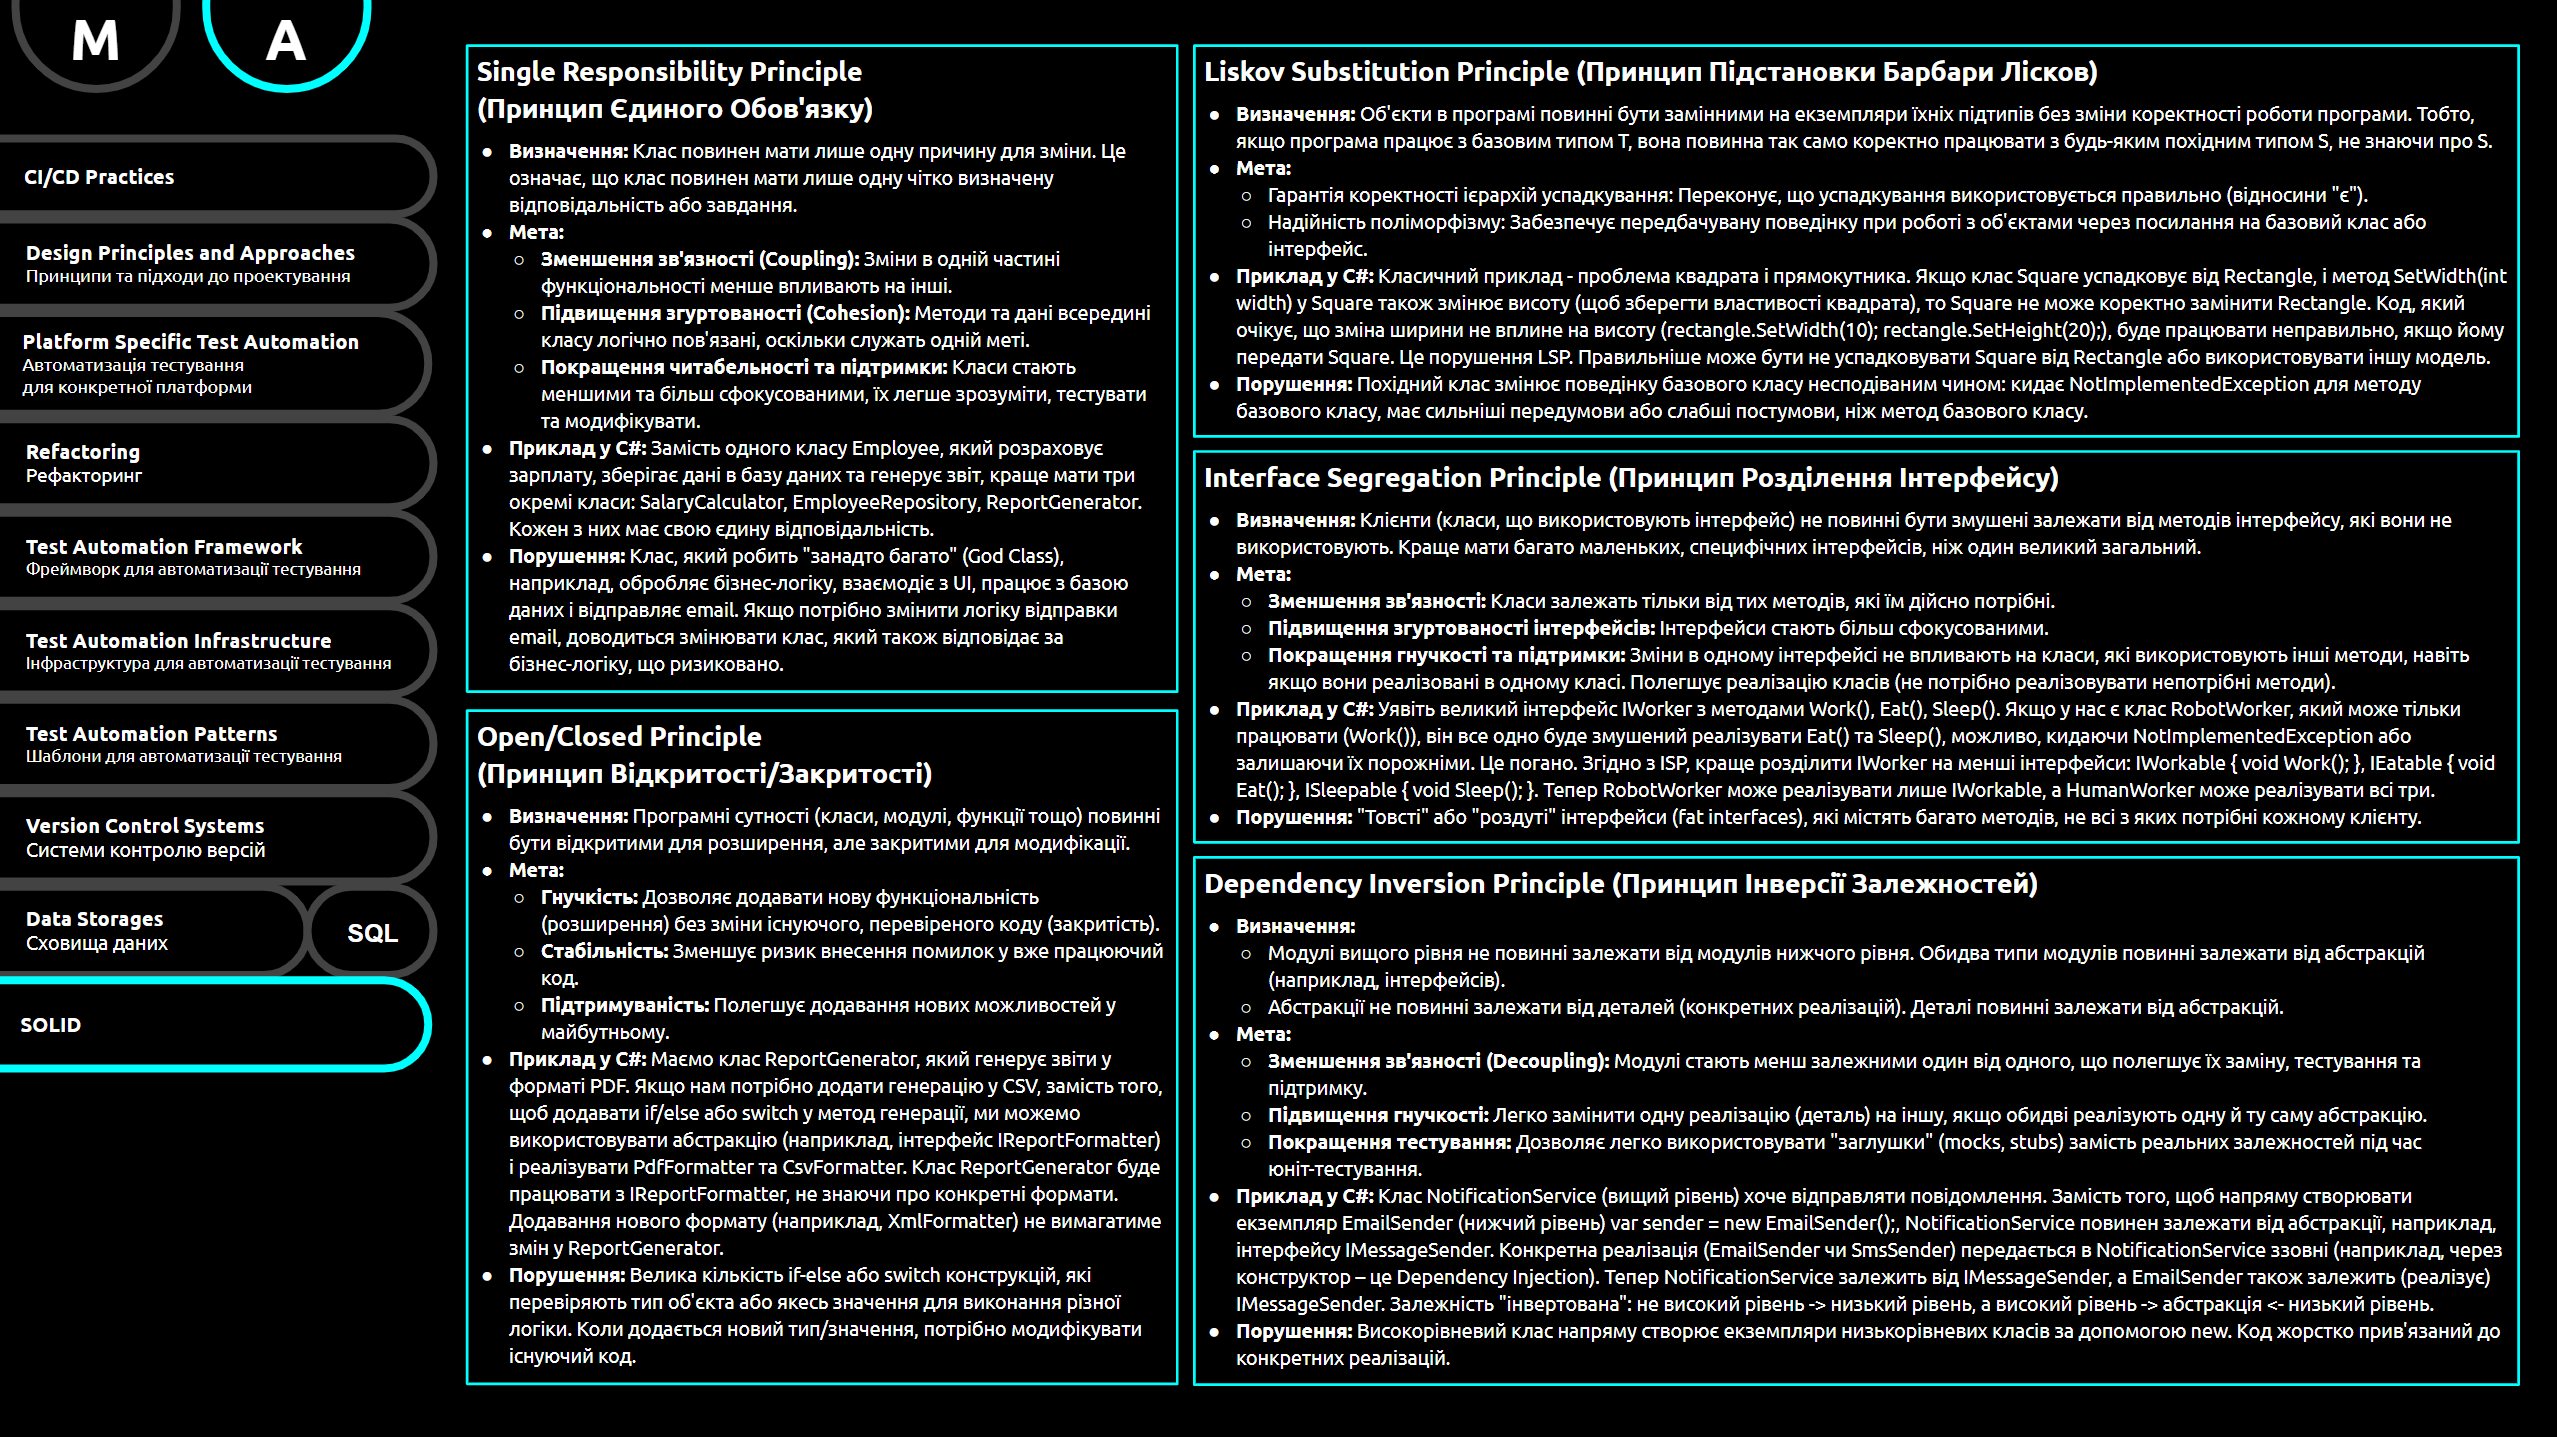 M
A
CI/CD Practices
Design Principles and Approaches
Принципи та підходи до проектування
Platform Specific Test Automation
Автоматизація тестування
для конкретної платформи
Refactoring
Рефакторинг
Test Automation Framework
Фреймворк для автоматизації тестування
Test Automation Infrastructure
Інфраструктура для автоматизації тестування
Test Automation Patterns
Шаблони для автоматизації тестування
Version Control Systems
Системи контролю версій
Data Storages
Сховища даних
SQL
SOLID
Single Responsibility Principle
(Принцип Єдиного Обов'язку)
● Визначення: Клас повинен мати лише одну причину для зміни. Це
означає, що клас повинен мати лише одну чітко визначену
відповідальність або завдання.
● Мета:
○ Зменшення зв'язності (Coupling): Зміни в одній частині
функціональності менше впливають на інші.
○ Підвищення згуртованості (Cohesion): Методи та дані всередині
класу логічно пов'язані, оскільки служать одній меті.
○ Покращення читабельності та підтримки: Класи стають
меншими та більш сфокусованими, їх легше зрозуміти, тестувати
та модифікувати.
● Приклад у C#: Замість одного класу Employee, який розраховує
зарплату, зберігає дані в базу даних та генерує звіт, краще мати три
окремі класи: SalaryCalculator, EmployeeRepository, ReportGenerator.
Кожен з них має свою єдину відповідальність.
● Порушення: Клас, який робить "занадто багато" (God Class),
наприклад, обробляє бізнес-логіку, взаємодіє з UI, працює з базою
даних і відправляє email. Якщо потрібно змінити логіку відправки
email, доводиться змінювати клас, який також відповідає за
бізнес-логіку, що ризиковано.
Open/Closed Principle
(Принцип Відкритості/Закритості)
● Визначення: Програмні сутності (класи, модулі, функції тощо) повинні
бути відкритими для розширення, але закритими для модифікації.
● Мета:
○ Гнучкість: Дозволяє додавати нову функціональність
(розширення) без зміни існуючого, перевіреного коду (закритість).
○ Стабільність: Зменшує ризик внесення помилок у вже працюючий
код.
○ Підтримуваність: Полегшує додавання нових можливостей у
майбутньому.
● Приклад у C#: Маємо клас ReportGenerator, який генерує звіти у
форматі PDF. Якщо нам потрібно додати генерацію у CSV, замість того,
щоб додавати if/else або switch у метод генерації, ми можемо
використовувати абстракцію (наприклад, інтерфейс IReportFormatter)
і реалізувати PdfFormatter та CsvFormatter. Клас ReportGenerator буде
працювати з IReportFormatter, не знаючи про конкретні формати.
Додавання нового формату (наприклад, XmlFormatter) не вимагатиме
змін у ReportGenerator.
● Порушення: Велика кількість if-else або switch конструкцій, які
перевіряють тип об'єкта або якесь значення для виконання різної
логіки. Коли додається новий тип/значення, потрібно модифікувати
існуючий код.
Liskov Substitution Principle (Принцип Підстановки Барбари Лісков)
● Визначення: Об'єкти в програмі повинні бути замінними на екземпляри їхніх підтипів без зміни коректності роботи програми. Тобто,
якщо програма працює з базовим типом T, вона повинна так само коректно працювати з будь-яким похідним типом S, не знаючи про S.
● Мета:
○ Гарантія коректності ієрархій успадкування: Переконує, що успадкування використовується правильно (відносини "є").
○ Надійність поліморфізму: Забезпечує передбачувану поведінку при роботі з об'єктами через посилання на базовий клас або
інтерфейс.
● Приклад у C#: Класичний приклад - проблема квадрата і прямокутника. Якщо клас Square успадковує від Rectangle, і метод SetWidth(int
width) у Square також змінює висоту (щоб зберегти властивості квадрата), то Square не може коректно замінити Rectangle. Код, який
очікує, що зміна ширини не вплине на висоту (rectangle.SetWidth(10); rectangle.SetHeight(20);), буде працювати неправильно, якщо йому
передати Square. Це порушення LSP. Правильніше може бути не успадковувати Square від Rectangle або використовувати іншу модель.
● Порушення: Похідний клас змінює поведінку базового класу несподіваним чином: кидає NotImplementedException для методу
базового класу, має сильніші передумови або слабші постумови, ніж метод базового класу.
Interface Segregation Principle (Принцип Розділення Інтерфейсу)
● Визначення: Клієнти (класи, що використовують інтерфейс) не повинні бути змушені залежати від методів інтерфейсу, які вони не
використовують. Краще мати багато маленьких, специфічних інтерфейсів, ніж один великий загальний.
● Мета:
○ Зменшення зв'язності: Класи залежать тільки від тих методів, які їм дійсно потрібні.
○ Підвищення згуртованості інтерфейсів: Інтерфейси стають більш сфокусованими.
○ Покращення гнучкості та підтримки: Зміни в одному інтерфейсі не впливають на класи, які використовують інші методи, навіть
якщо вони реалізовані в одному класі. Полегшує реалізацію класів (не потрібно реалізовувати непотрібні методи).
● Приклад у C#: Уявіть великий інтерфейс IWorker з методами Work(), Eat(), Sleep(). Якщо у нас є клас RobotWorker, який може тільки
працювати (Work()), він все одно буде змушений реалізувати Eat() та Sleep(), можливо, кидаючи NotImplementedException або
залишаючи їх порожніми. Це погано. Згідно з ISP, краще розділити IWorker на менші інтерфейси: IWorkable { void Work(); }, IEatable { void
Eat(); }, ISleepable { void Sleep(); }. Тепер RobotWorker може реалізувати лише IWorkable, а HumanWorker може реалізувати всі три.
● Порушення: "Товсті" або "роздуті" інтерфейси (fat interfaces), які містять багато методів, не всі з яких потрібні кожному клієнту.
Dependency Inversion Principle (Принцип Інверсії Залежностей)
● Визначення:
○ Модулі вищого рівня не повинні залежати від модулів нижчого рівня. Обидва типи модулів повинні залежати від абстракцій
(наприклад, інтерфейсів).
○ Абстракції не повинні залежати від деталей (конкретних реалізацій). Деталі повинні залежати від абстракцій.
● Мета:
○ Зменшення зв'язності (Decoupling): Модулі стають менш залежними один від одного, що полегшує їх заміну, тестування та
підтримку.
○ Підвищення гнучкості: Легко замінити одну реалізацію (деталь) на іншу, якщо обидві реалізують одну й ту саму абстракцію.
○ Покращення тестування: Дозволяє легко використовувати "заглушки" (mocks, stubs) замість реальних залежностей під час
юніт-тестування.
● Приклад у C#: Клас NotificationService (вищий рівень) хоче відправляти повідомлення. Замість того, щоб напряму створювати
екземпляр EmailSender (нижчий рівень) var sender = new EmailSender();, NotificationService повинен залежати від абстракції, наприклад,
інтерфейсу IMessageSender. Конкретна реалізація (EmailSender чи SmsSender) передається в NotificationService ззовні (наприклад, через
конструктор – це Dependency Injection). Тепер NotificationService залежить від IMessageSender, а EmailSender також залежить (реалізує)
IMessageSender. Залежність "інвертована": не високий рівень -> низький рівень, а високий рівень -> абстракція <- низький рівень.
● Порушення: Високорівневий клас напряму створює екземпляри низькорівневих класів за допомогою new. Код жорстко прив'язаний до
конкретних реалізацій.